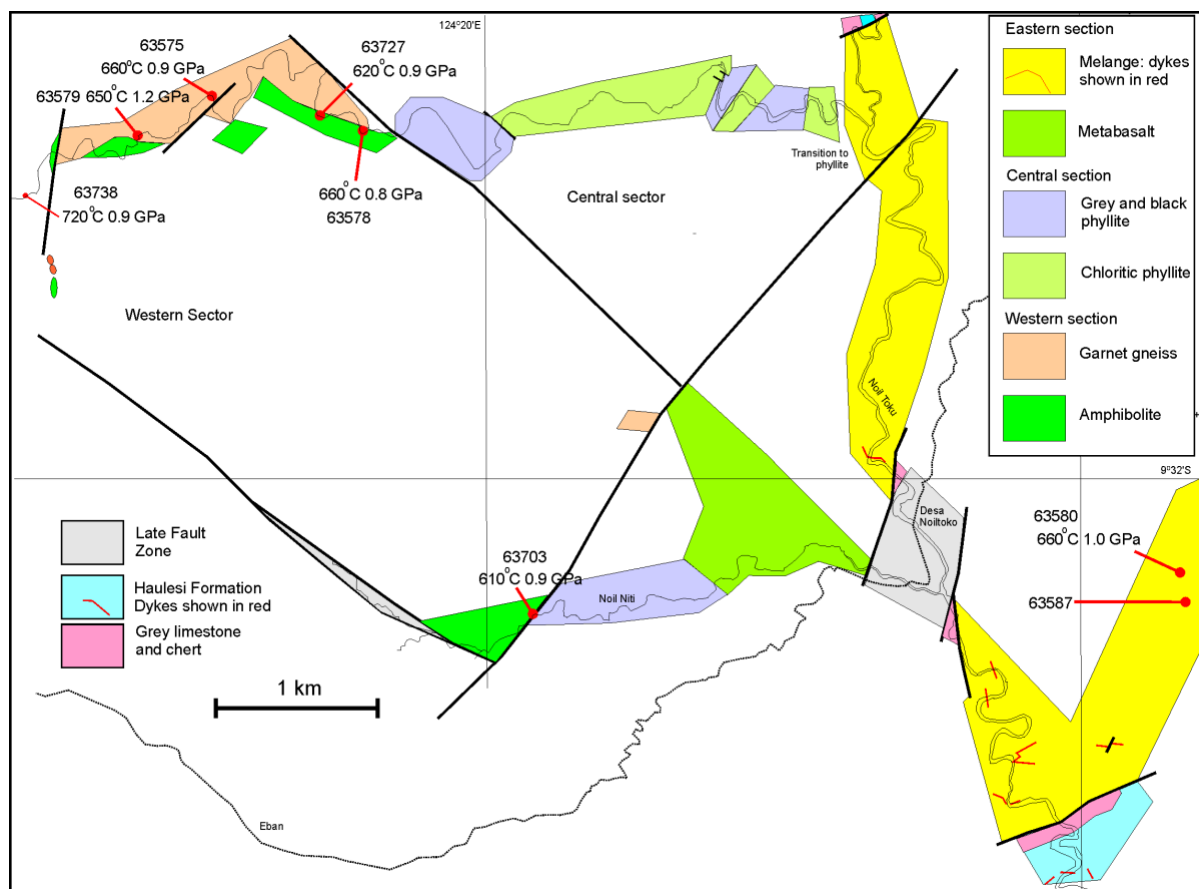 124°20'E
63575
660°C 0.9 GPa
63727
620°C 0.9 GPa
63579 650°C 1.2 GPa
63738
720°C 0.9 GPa
660°C 0.8 GPa
63578
Central sector
Transition to
phyllite
Western Sector
Noil Toku
9°32'S
Desa
Noiltoko
63580
660°C 1.0 GPa
63587
63703
610°C 0.9 GPa
Noil Niti
Eban
1 km
Eastern section
Melange: dykes
shown in red
Metabasalt
Central section
Grey and black
phyllite
Chloritic phyllite
Western section
Garnet gneiss
Amphibolite
Late Fault
Zone
Haulesi Formation
Dykes shown in red
Grey limestone
and chert